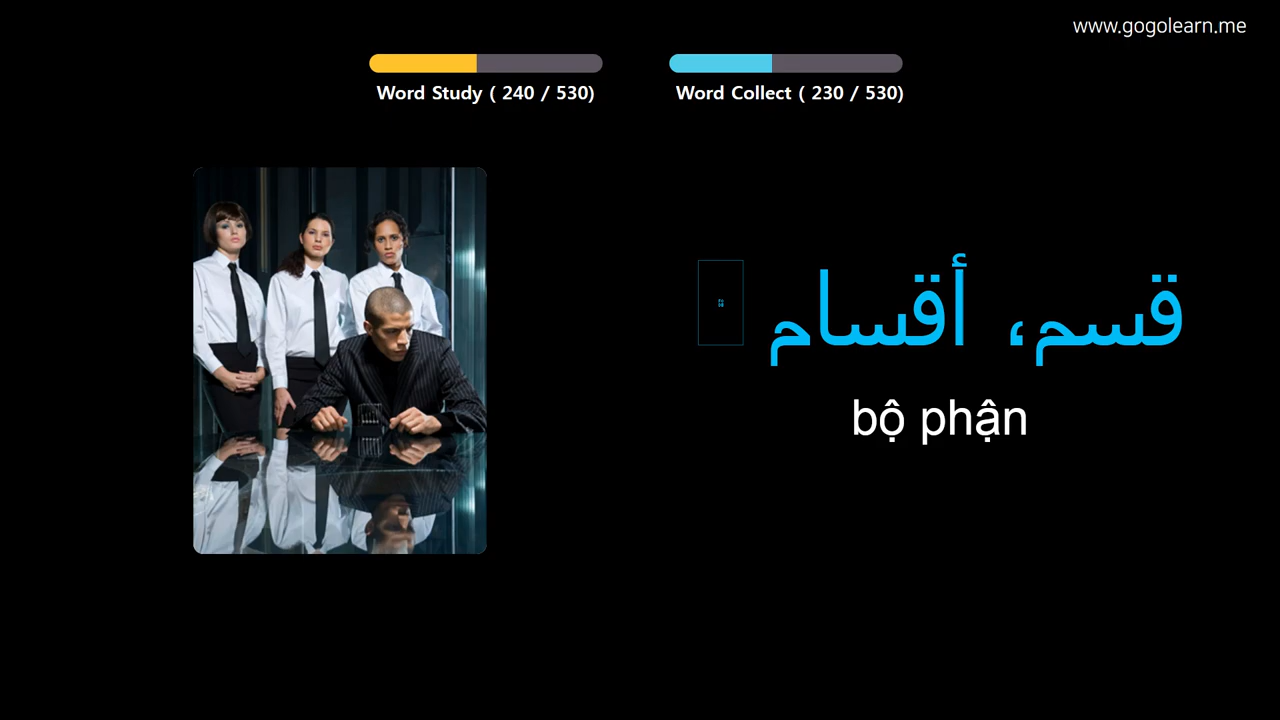 www.gogolearn.me
Word Study ( 240 / 530)
Word Collect ( 230 / 530)
قسم، أقسام
bộ phận